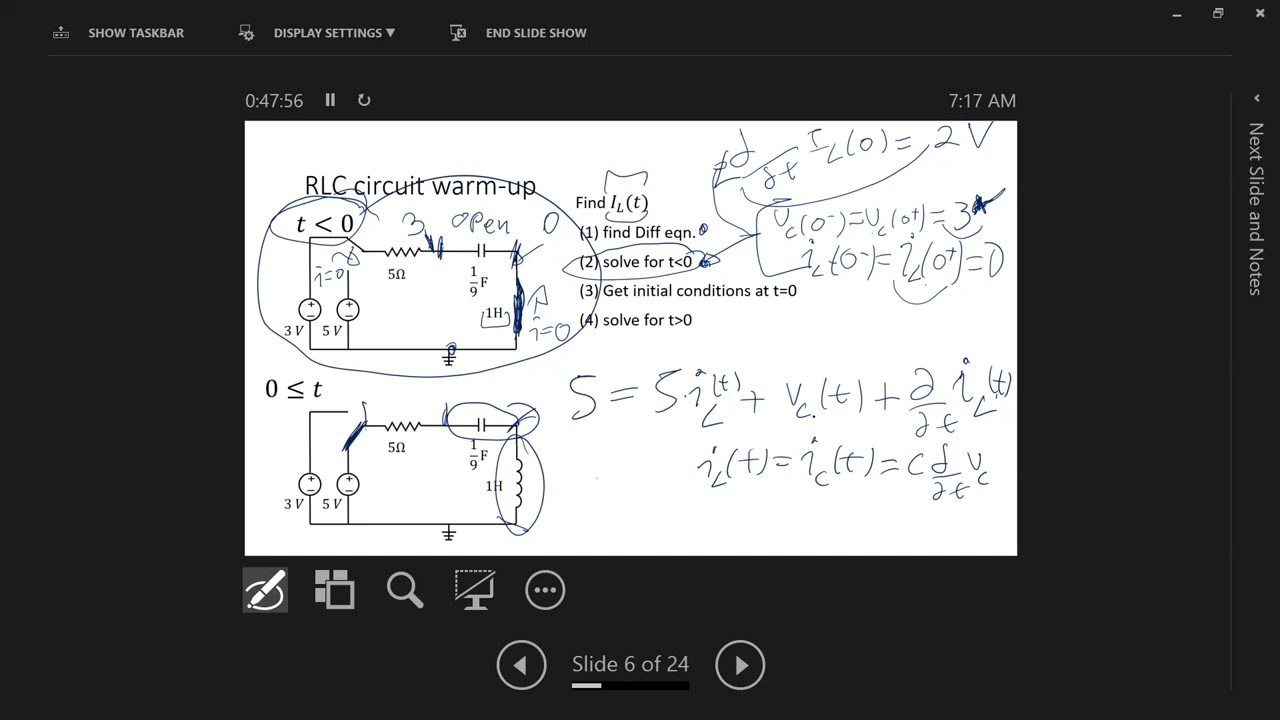 SHOW TASKBAR
DISPLAY SETTINGS ▼
END SLIDE SHOW
0:47:56
7:17 AM
Next Slide and Notes
RLC circuit warm-up
t < 0
3
open
0
i=0
5Ω
1/9 F
1H
i=0
3 V
5 V
0
Find I_L(t)
(1) find Diff eqn.
(2) solve for t<0
(3) Get initial conditions at t=0
(4) solve for t>0
d/dt I_L(0) = 2 V
v_c(0⁻)=v_c(0⁺)=3
i_L(0⁻)=i_L(0⁺)=0
0 ≤ t
5Ω
1/9 F
1H
3 V
5 V
5 = 5·i_L(t) + v_c(t) + ∂/∂t i_L(t)
i_L(t) = i_c(t) = c d/∂t v_c
Slide 6 of 24